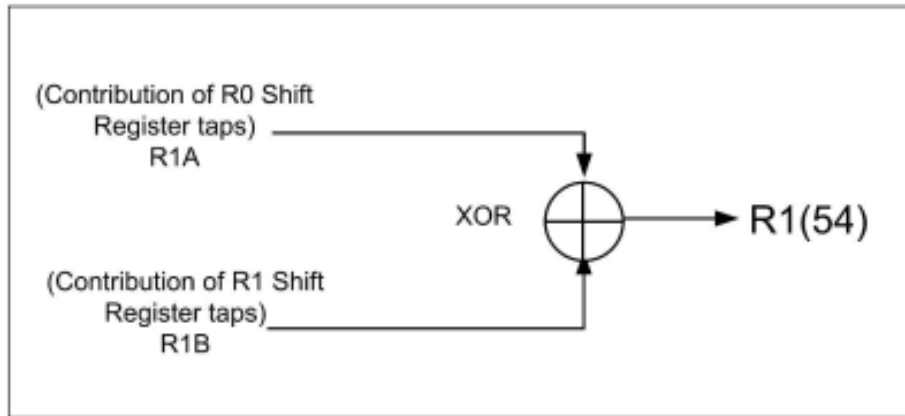 (Contribution of R0 Shift
Register taps)
R1A
XOR
R1(54)
(Contribution of R1 Shift
Register taps)
R1B